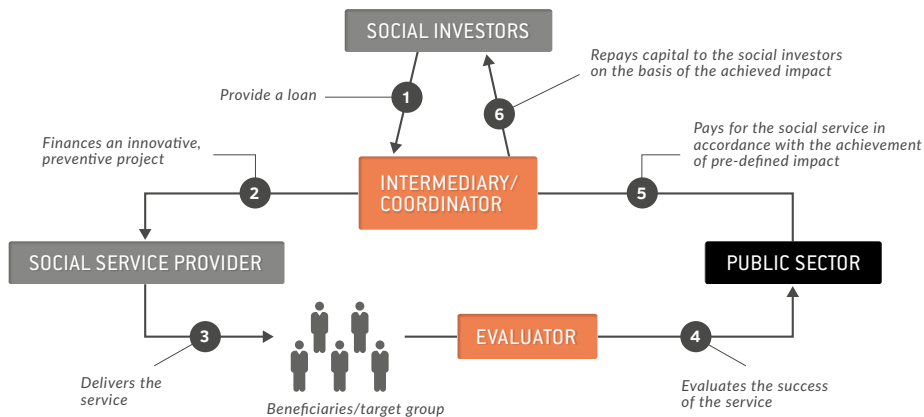 SOCIAL INVESTORS
Repays capital to the social investors
on the basis of the achieved impact
Provide a loan
1
6
Finances an innovative,
preventive project
Pays for the social service in
accordance with the achievement
of pre-defined impact
2
INTERMEDIARY/
COORDINATOR
5
SOCIAL SERVICE PROVIDER
PUBLIC SECTOR
3
EVALUATOR
4
Delivers the
service
Beneficiaries/target group
Evaluates the success
of the service